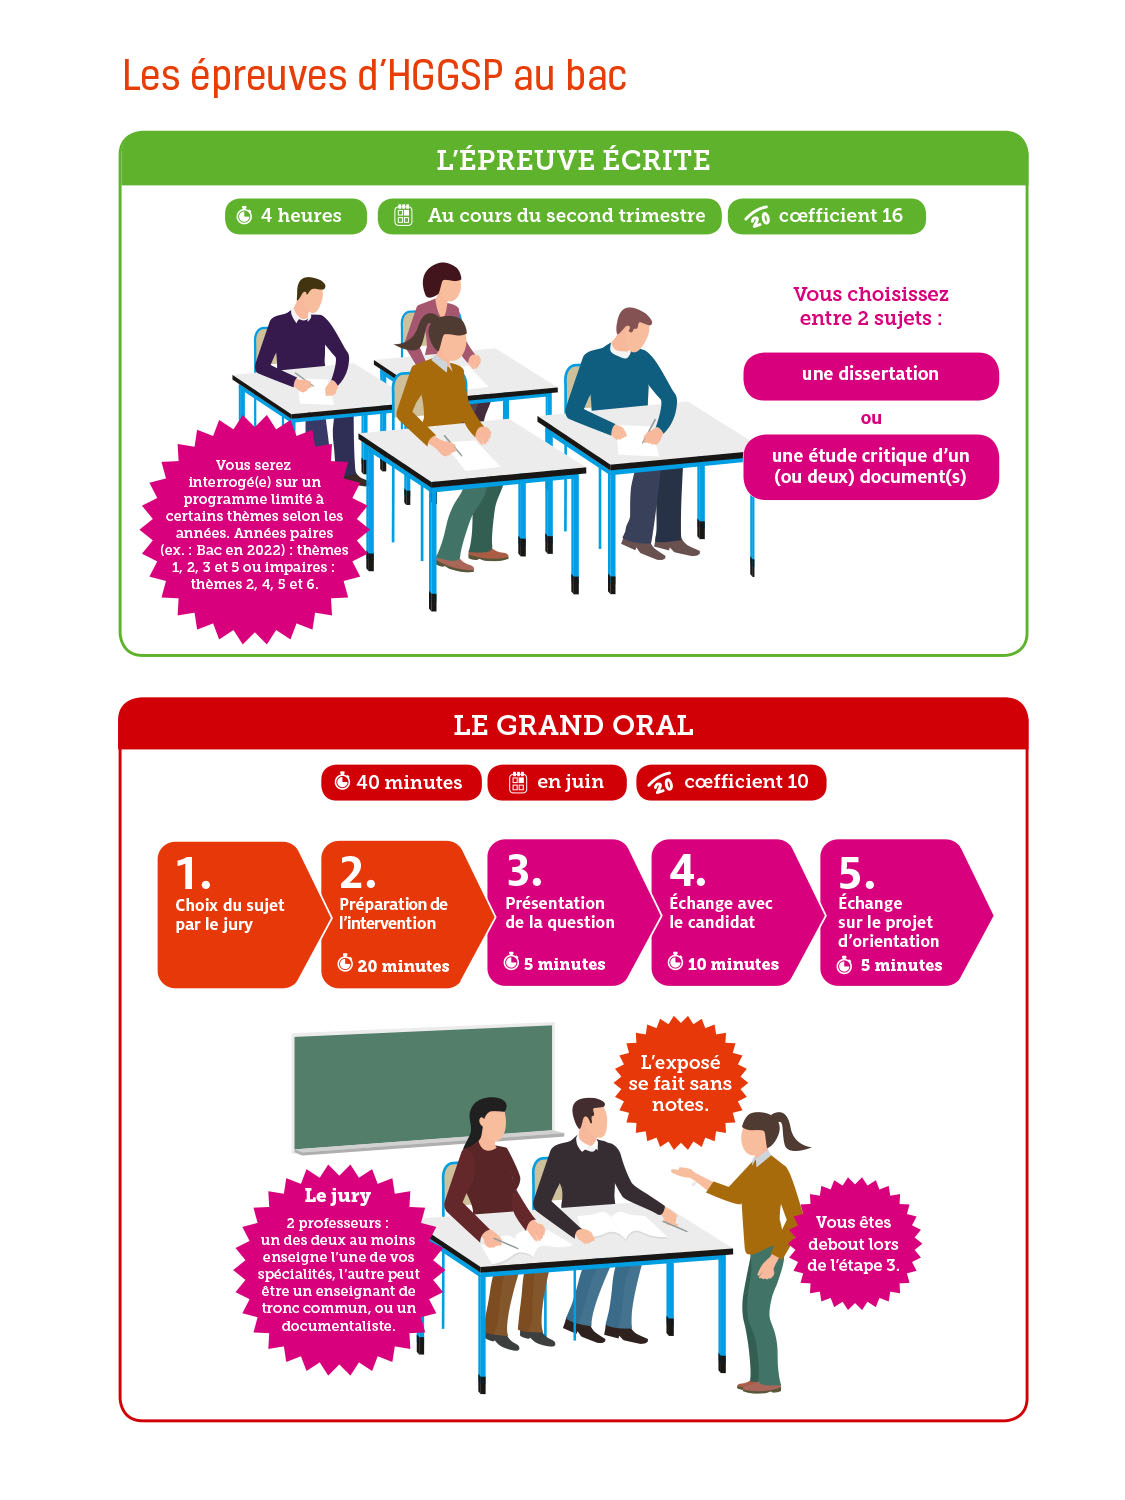 Les épreuves d’HGGSP au bac
L’ÉPREUVE ÉCRITE
4 heures
Au cours du second trimestre
20 cœfficient 16
Vous choisissez
entre 2 sujets :
une dissertation
ou
une étude critique d’un
(ou deux) document(s)
Vous serez
interrogé(e) sur un
programme limité à
certains thèmes selon les
années. Années paires
(ex. : Bac en 2022) : thèmes
1, 2, 3 et 5 ou impaires :
thèmes 2, 4, 5 et 6.
LE GRAND ORAL
40 minutes
en juin
20 cœfficient 10
1.
Choix du sujet
par le jury
2.
Préparation de
l’intervention
20 minutes
3.
Présentation
de la question
5 minutes
4.
Échange avec
le candidat
10 minutes
5.
Échange
sur le projet
d’orientation
5 minutes
L’exposé
se fait sans
notes.
Le jury
2 professeurs :
un des deux au moins
enseigne l’une de vos
spécialités, l’autre peut
être un enseignant de
tronc commun, ou un
documentaliste.
Vous êtes
debout lors
de l’étape 3.